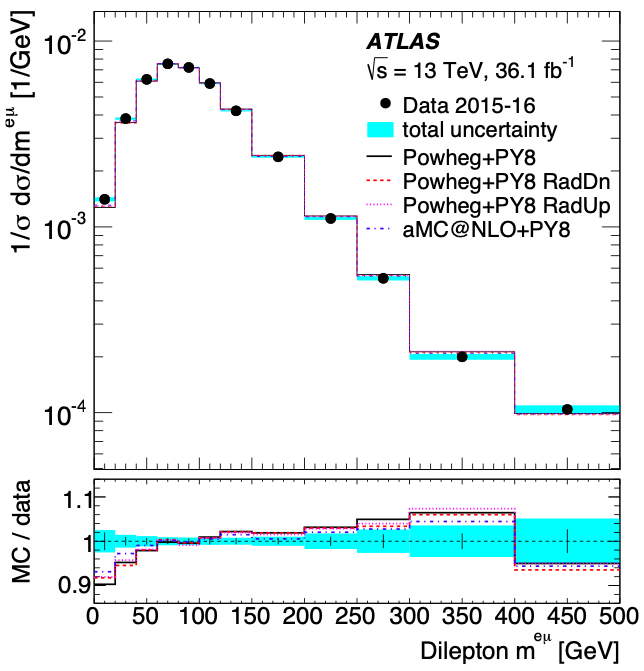 ATLAS
√s = 13 TeV, 36.1 fb⁻¹
Data 2015-16
total uncertainty
Powheg+PY8
Powheg+PY8 RadDn
Powheg+PY8 RadUp
aMC@NLO+PY8
1/σ dσ/dm^{eμ} [1/GeV]
10⁻²
10⁻³
10⁻⁴
MC / data
1.1
1
0.9
0 50 100 150 200 250 300 350 400 450 500
Dilepton m^{eμ} [GeV]